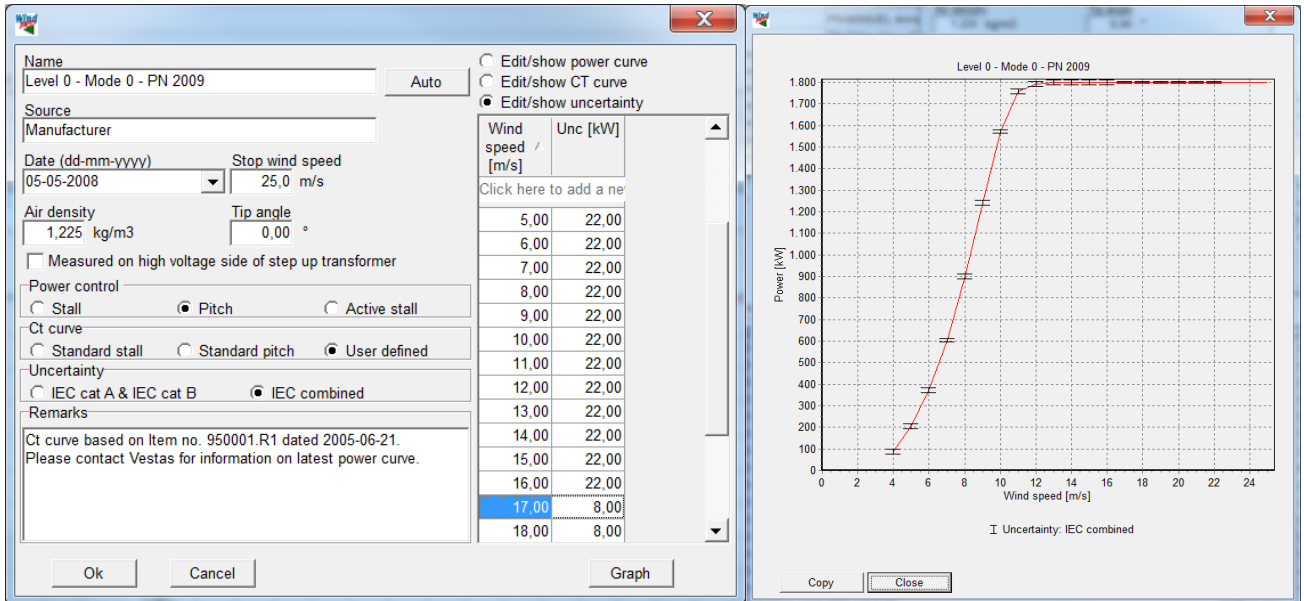 Wind
PRO
Name
Level 0 - Mode 0 - PN 2009
Auto
Source
Manufacturer
Date (dd-mm-yyyy)
Stop wind speed
05-05-2008
25,0 m/s
Air density
Tip angle
1,225 kg/m3
0,00 °
Measured on high voltage side of step up transformer
Power control
Stall Pitch Active stall
Ct curve
Standard stall Standard pitch User defined
Uncertainty
IEC cat A & IEC cat B IEC combined
Remarks
Ct curve based on Item no. 950001.R1 dated 2005-06-21.
Please contact Vestas for information on latest power curve.
Ok Cancel
Edit/show power curve
Edit/show CT curve
Edit/show uncertainty
Wind speed [m/s] Unc [kW]
Click here to add a ne
5,00 22,00
6,00 22,00
7,00 22,00
8,00 22,00
9,00 22,00
10,00 22,00
11,00 22,00
12,00 22,00
13,00 22,00
14,00 22,00
15,00 22,00
16,00 22,00
17,00 8,00
18,00 8,00
Graph
Level 0 - Mode 0 - PN 2009
Power [kW]
1.800
1.700
1.600
1.500
1.400
1.300
1.200
1.100
1.000
900
800
700
600
500
400
300
200
100
0
0 2 4 6 8 10 12 14 16 18 20 22 24
Wind speed [m/s]
Uncertainty: IEC combined
Copy Close